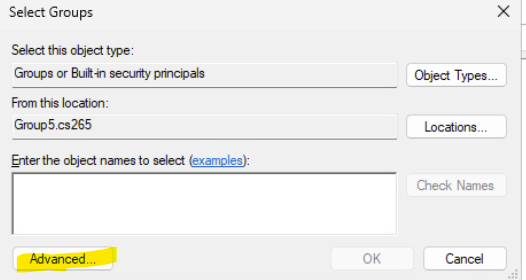 Select Groups
Select this object type:
Groups or Built-in security principals
Object Types...
From this location:
Group5.cs265
Locations...
Enter the object names to select (examples):
Check Names
Advanced...
OK
Cancel